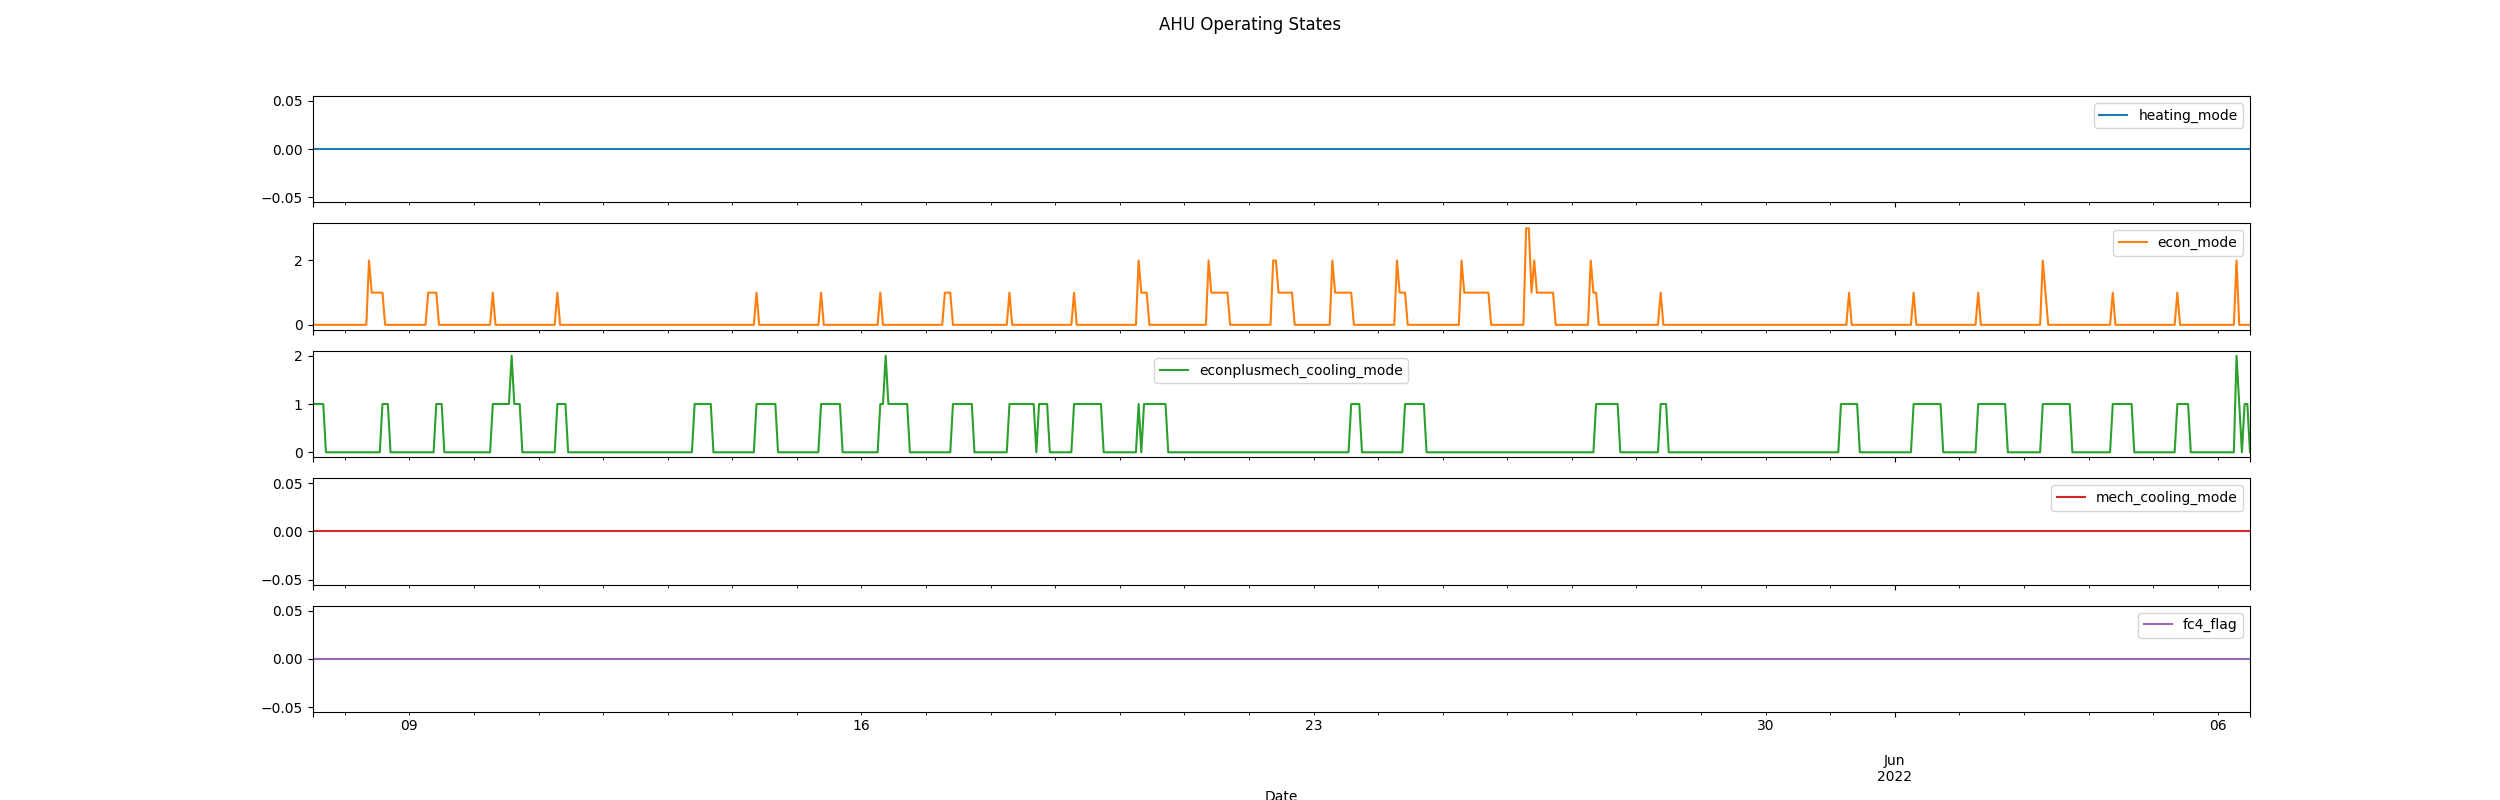 AHU Operating States
0.05
0.00
−0.05
heating_mode
2
0
econ_mode
2
1
0
econplusmech_cooling_mode
0.05
0.00
−0.05
mech_cooling_mode
0.05
0.00
−0.05
fc4_flag
09 16 23 30 06
Jun
2022
Date